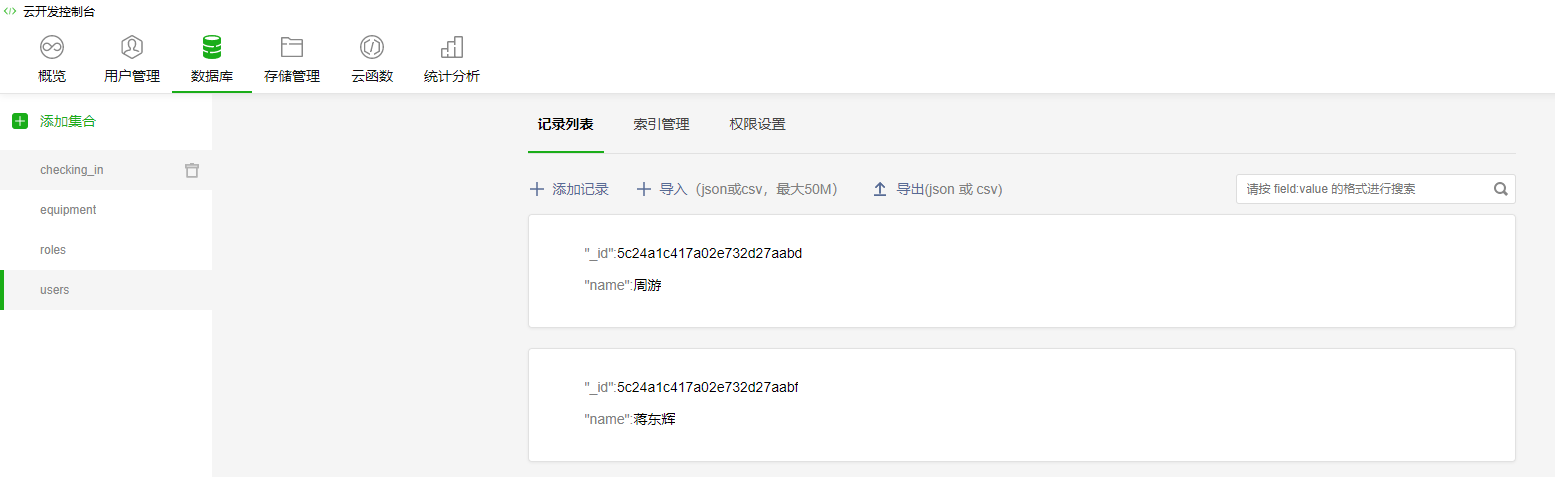 云开发控制台
概览 用户管理 数据库 存储管理 云函数 统计分析
添加集合
checking_in
equipment
roles
users
记录列表 索引管理 权限设置
添加记录 导入（json或csv，最大50M） 导出(json 或 csv) 请按 field:value 的格式进行搜索
"_id":5c24a1c417a02e732d27aabd
"name":周游
"_id":5c24a1c417a02e732d27aabf
"name":蒋东辉